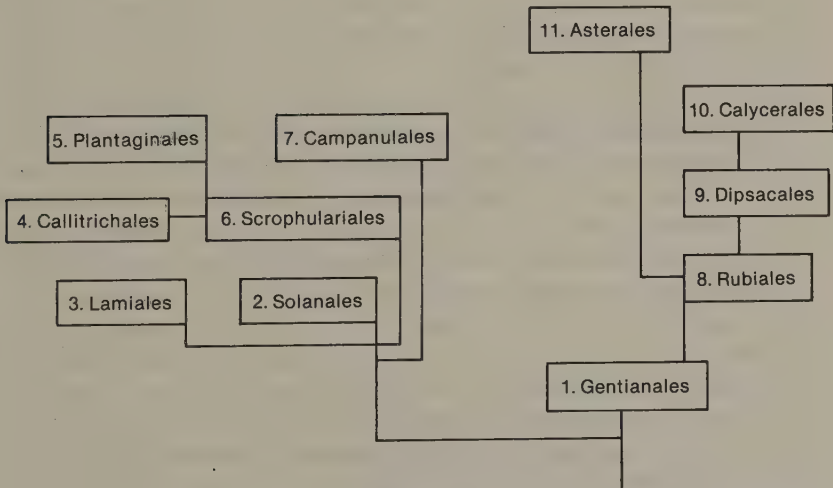 11. Asterales
10. Calycerales
5. Plantaginales
7. Campanulales
9. Dipsacales
4. Callitrichales
6. Scrophulariales
8. Rubiales
3. Lamiales
2. Solanales
1. Gentianales